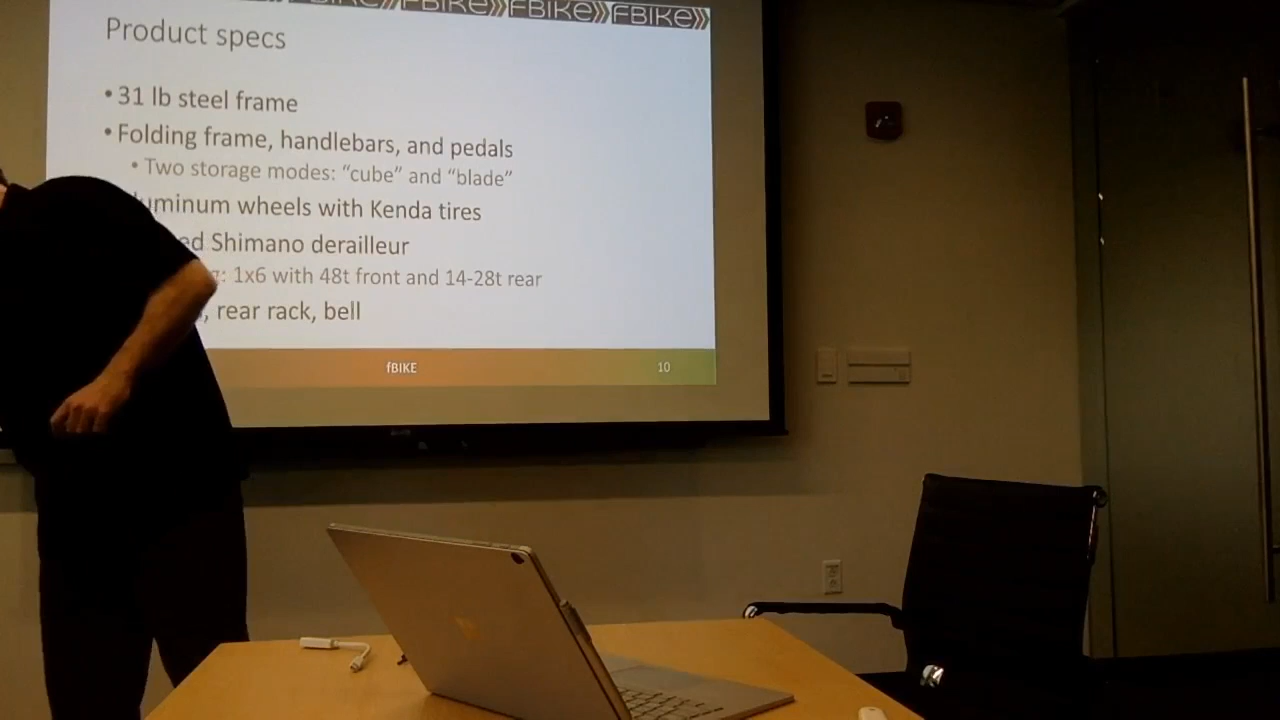 FBIKE» FBIKE» FBIKE» FBIKE»
Product specs
• 31 lb steel frame
• Folding frame, handlebars, and pedals
• Two storage modes: “cube” and “blade”
uminum wheels with Kenda tires
ed Shimano derailleur
: 1x6 with 48t front and 14-28t rear
, rear rack, bell
fBIKE
10